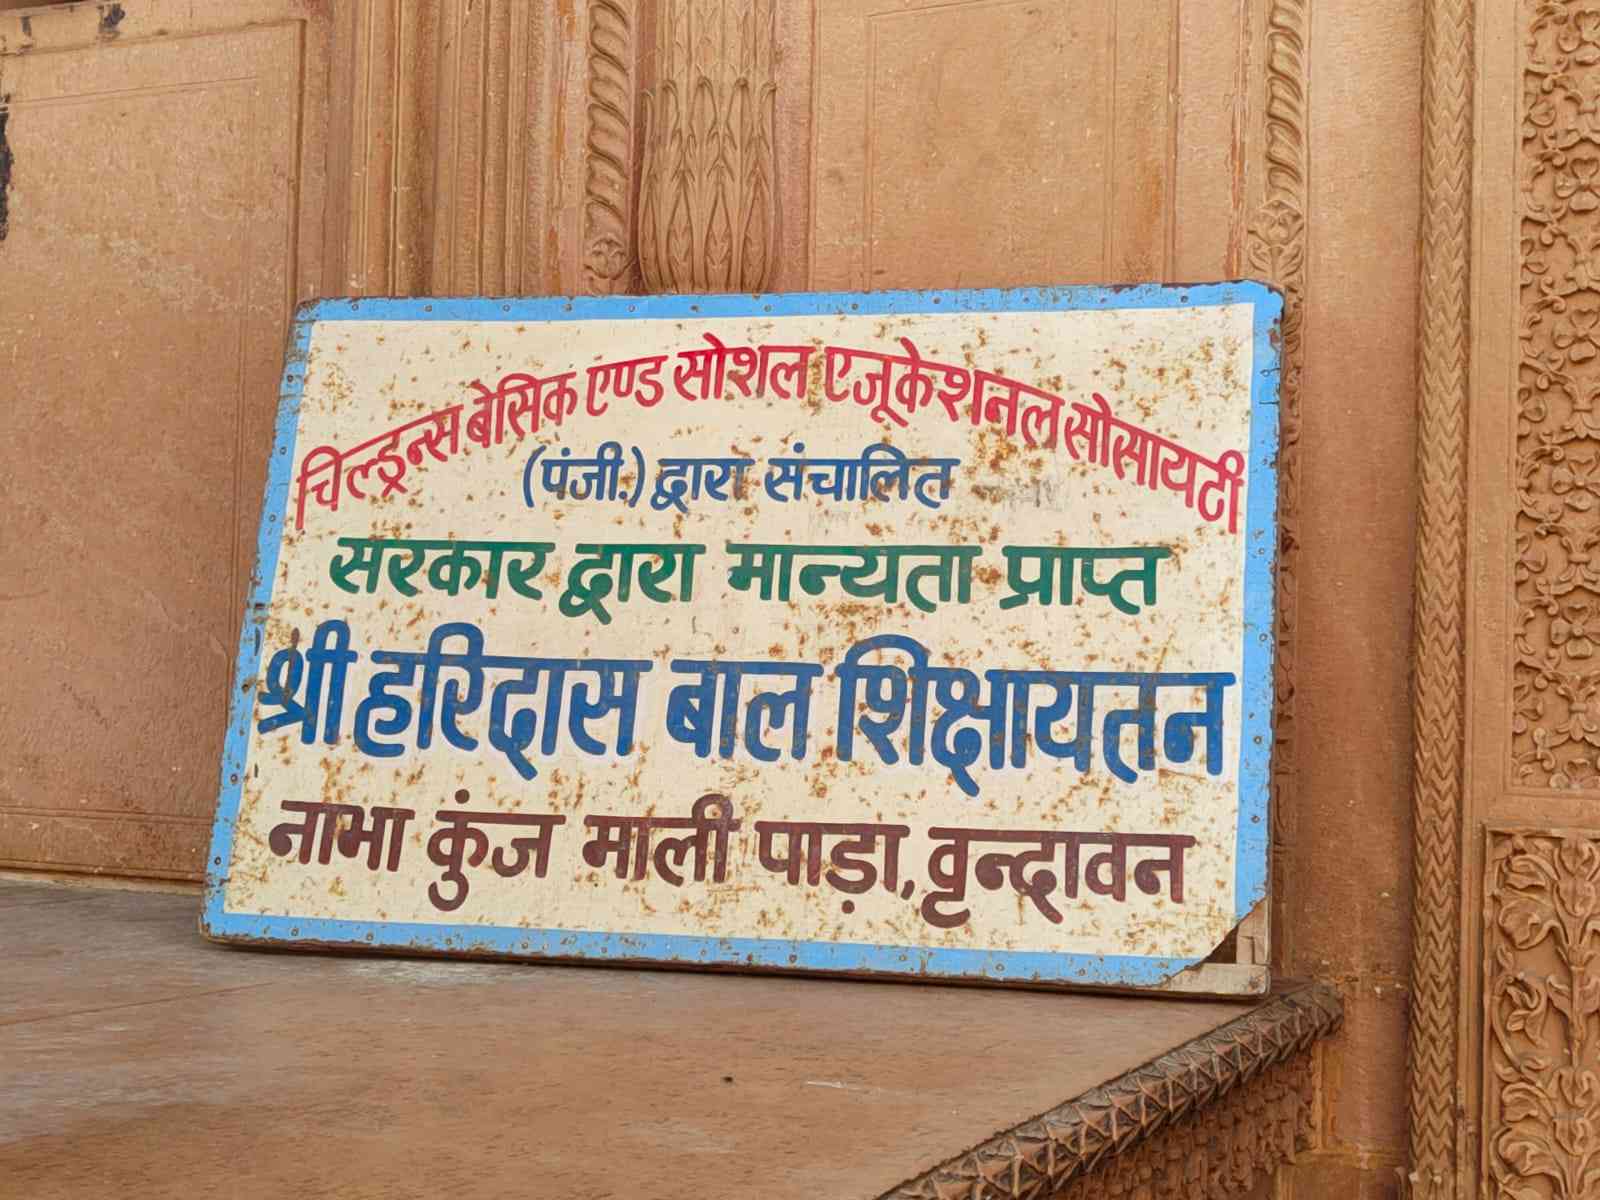 चिल्ड्रन्स बेसिक एण्ड सोशल एजूकेशनल सोसायटी
(पंजी.) द्वारा संचालित
सरकार द्वारा मान्यता प्राप्त
श्री हरिदास बाल शिक्षायतन
नाभा कुंज माली पाड़ा, वृन्दावन